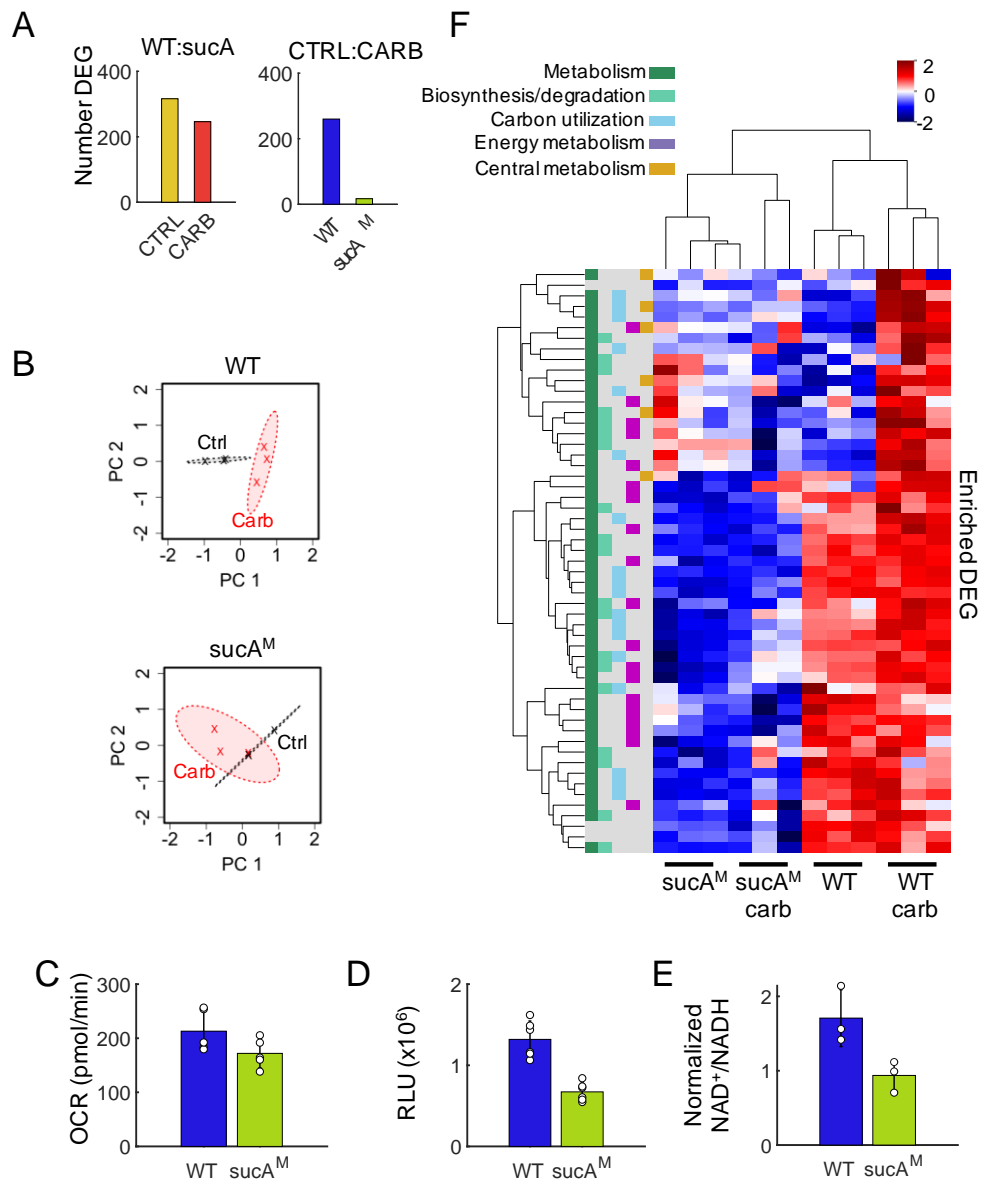 A
WT:sucA
CTRL:CARB
Number DEG
400
200
0
CTRL
CARB
400
200
0
WT
sucA M
B
WT
2
1
0
-1
-2
PC 2
Ctrl
Carb
-2 -1 0 1 2
PC 1
sucAᴹ
2
1
0
-1
-2
PC 2
Ctrl
Carb
-2 -1 0 1 2
PC 1
F
Metabolism
Biosynthesis/degradation
Carbon utilization
Energy metabolism
Central metabolism
2
0
-2
Enriched DEG
sucAᴹ
sucAᴹ carb
WT
WT carb
C
OCR (pmol/min)
300
200
100
0
WT sucAᴹ
D
RLU (x10⁶)
2
1
0
WT sucAᴹ
E
Normalized
NAD⁺/NADH
2
1
0
WT sucAᴹ